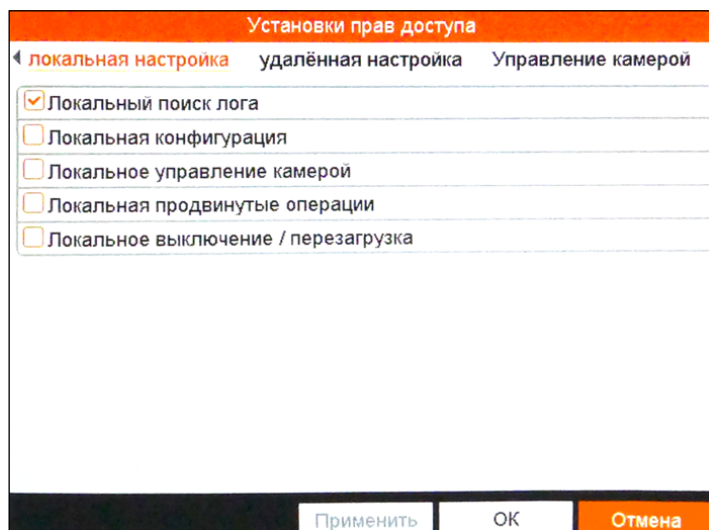 Установки прав доступа
локальная настройка удалённая настройка Управление камерой
Локальный поиск лога
Локальная конфигурация
Локальное управление камерой
Локальная продвинутые операции
Локальное выключение / перезагрузка
Применить ОК Отмена